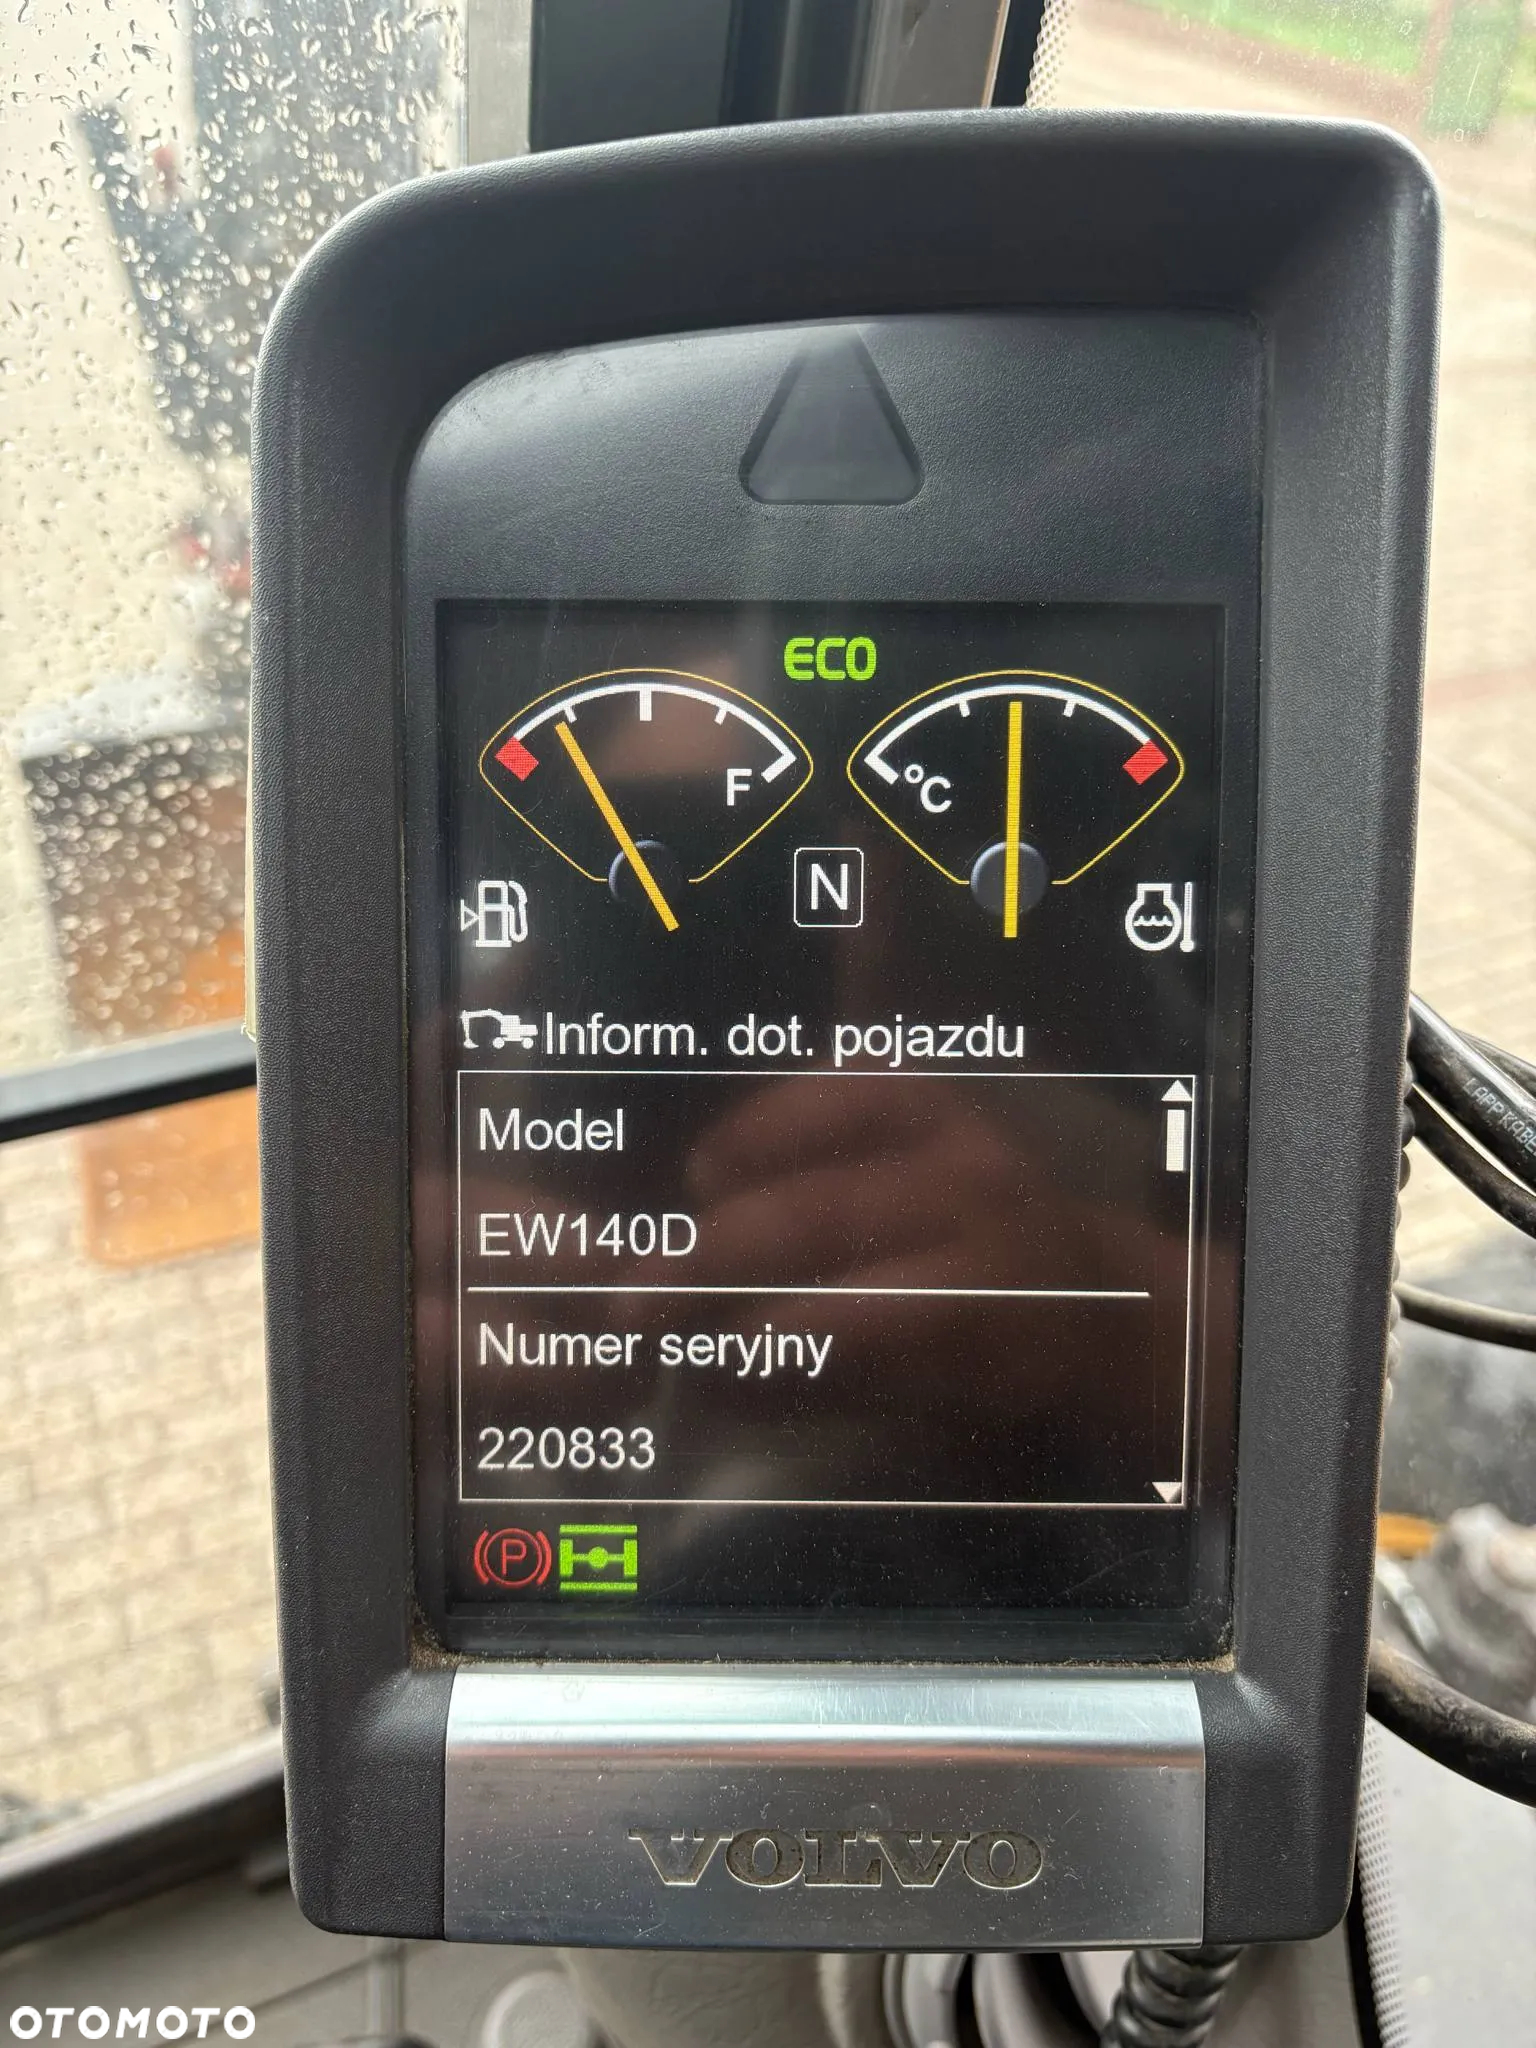 ECO
F
°C
N
Inform. dot. pojazdu
Model
EW140D
Numer seryjny
220833
P
VOLVO
OTOMOTO